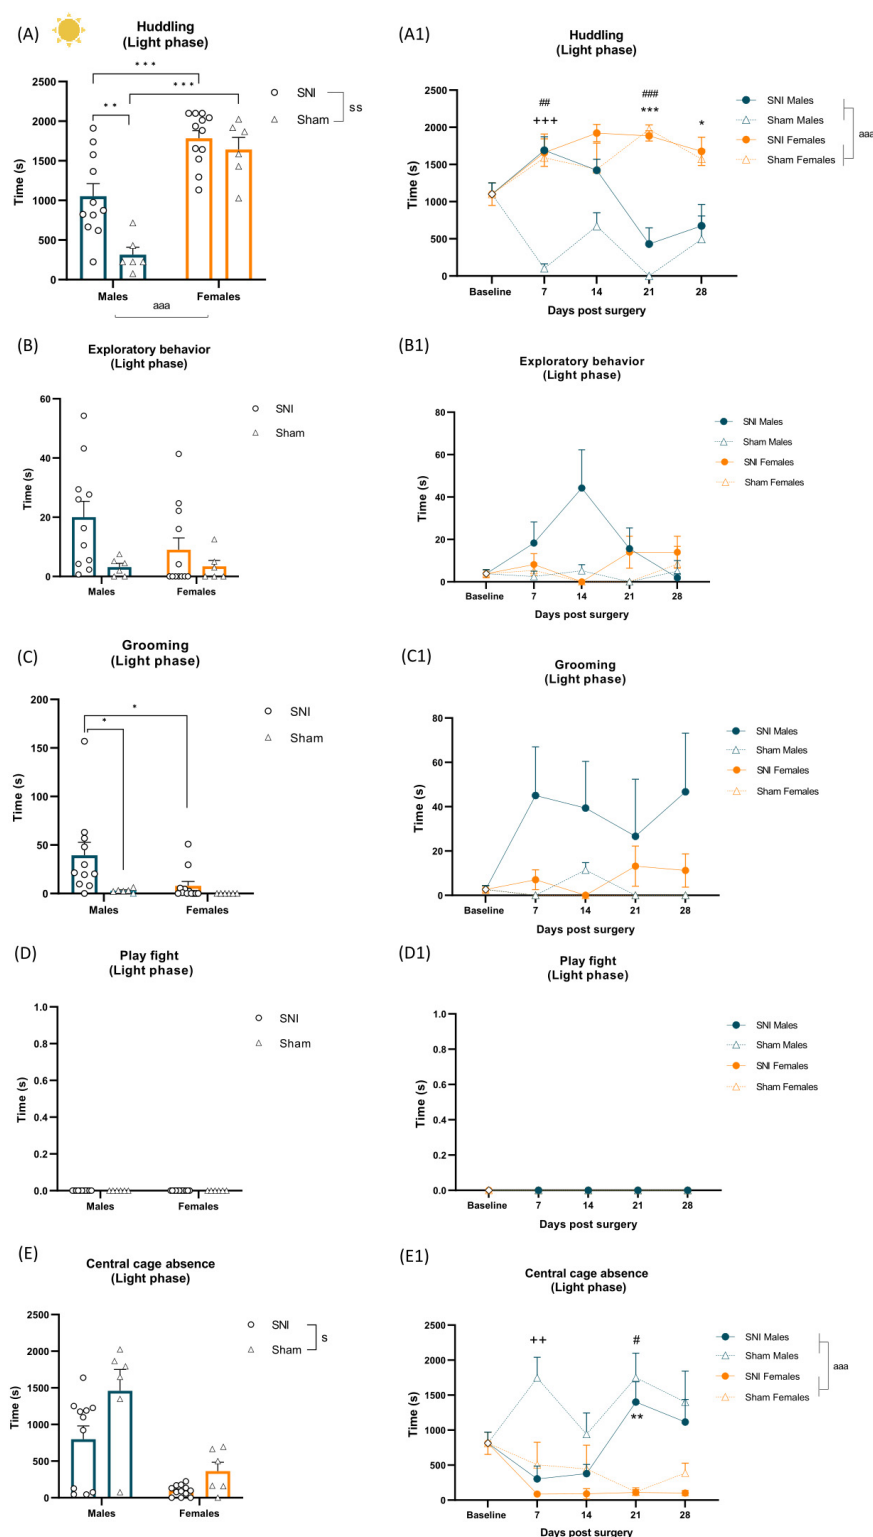 (A)
Huddling
(Light phase)
SNI
Sham
ss
* * *
* * *
* *
2500
2000
1500
1000
500
0
Time (s)
Males
Females
aaa
(A1)
Huddling
(Light phase)
2500
2000
1500
1000
500
0
Time (s)
##
+++
###
***
*
SNI Males
Sham Males
SNI Females
Sham Females
aaa
Baseline
7
14
21
28
Days post surgery
(B)
Exploratory behavior
(Light phase)
60
40
20
0
Time (s)
SNI
Sham
Males
Females
(B1)
Exploratory behavior
(Light phase)
80
60
40
20
0
Time (s)
SNI Males
Sham Males
SNI Females
Sham Females
Baseline
7
14
21
28
Days post surgery
(C)
Grooming
(Light phase)
200
150
100
50
0
Time (s)
*
*
SNI
Sham
Males
Females
(C1)
Grooming
(Light phase)
80
60
40
20
0
Time (s)
SNI Males
Sham Males
SNI Females
Sham Females
Baseline
7
14
21
28
Days post surgery
(D)
Play fight
(Light phase)
1.0
0.8
0.6
0.4
0.2
0.0
Time (s)
SNI
Sham
Males
Females
(D1)
Play fight
(Light phase)
1.0
0.8
0.6
0.4
0.2
0.0
Time (s)
SNI Males
Sham Males
SNI Females
Sham Females
Baseline
7
14
21
28
Days post surgery
(E)
Central cage absence
(Light phase)
2500
2000
1500
1000
500
0
Time (s)
SNI
Sham
s
Males
Females
(E1)
Central cage absence
(Light phase)
2500
2000
1500
1000
500
0
Time (s)
++
#
**
SNI Males
Sham Males
SNI Females
Sham Females
aaa
Baseline
7
14
21
28
Days post surgery